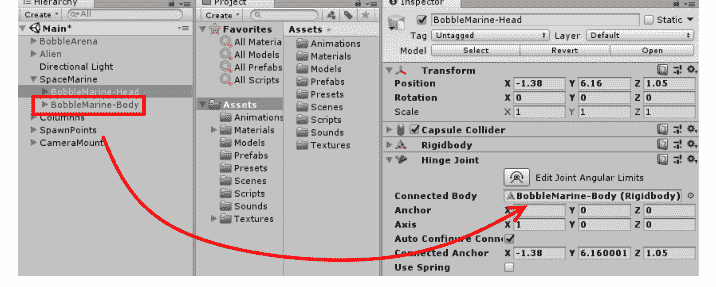 Hierarchy
Create
All
Main*
BobbleArena
Alien
Directional Light
SpaceMarine
BobbleMarine-Head
BobbleMarine-Body
Columns
SpawnPoints
CameraMount
Project
Create
Favorites
All Materia
All Models
All Prefabs
All Scripts
Assets
Animations
Materials
Models
Prefabs
Presets
Scenes
Scripts
Sounds
Textures
Assets
Animations
Materials
Models
Prefabs
Presets
Scenes
Scripts
Sounds
Textures
Inspector
BobbleMarine-Head Static
Tag Untagged Layer Default
Model Select Revert Open
Transform
Position X -1.38 Y 6.16 Z 1.05
Rotation X 0 Y 0 Z 0
Scale X 1 Y 1 Z 1
Capsule Collider
Rigidbody
Hinge Joint
Edit Joint Angular Limits
Connected Body BobbleMarine-Body (Rigidbody)
Anchor X Y 0 Z 0
Axis X 1 Y 0 Z 0
Auto Configure Conne
Connected Anchor X -1.38 Y 6.160001 Z 1.05
Use Spring